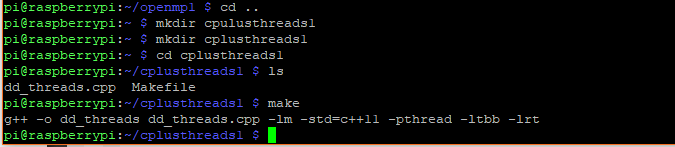 pi@raspberrypi:~/openmp1 $ cd ..
pi@raspberrypi:~ $ mkdir cpulusthreads1
pi@raspberrypi:~ $ mkdir cplusthreads1
pi@raspberrypi:~ $ cd cplusthreads1
pi@raspberrypi:~/cplusthreads1 $ ls
dd_threads.cpp  Makefile
pi@raspberrypi:~/cplusthreads1 $ make
g++ -o dd_threads dd_threads.cpp -lm -std=c++11 -pthread -ltbb -lrt
pi@raspberrypi:~/cplusthreads1 $